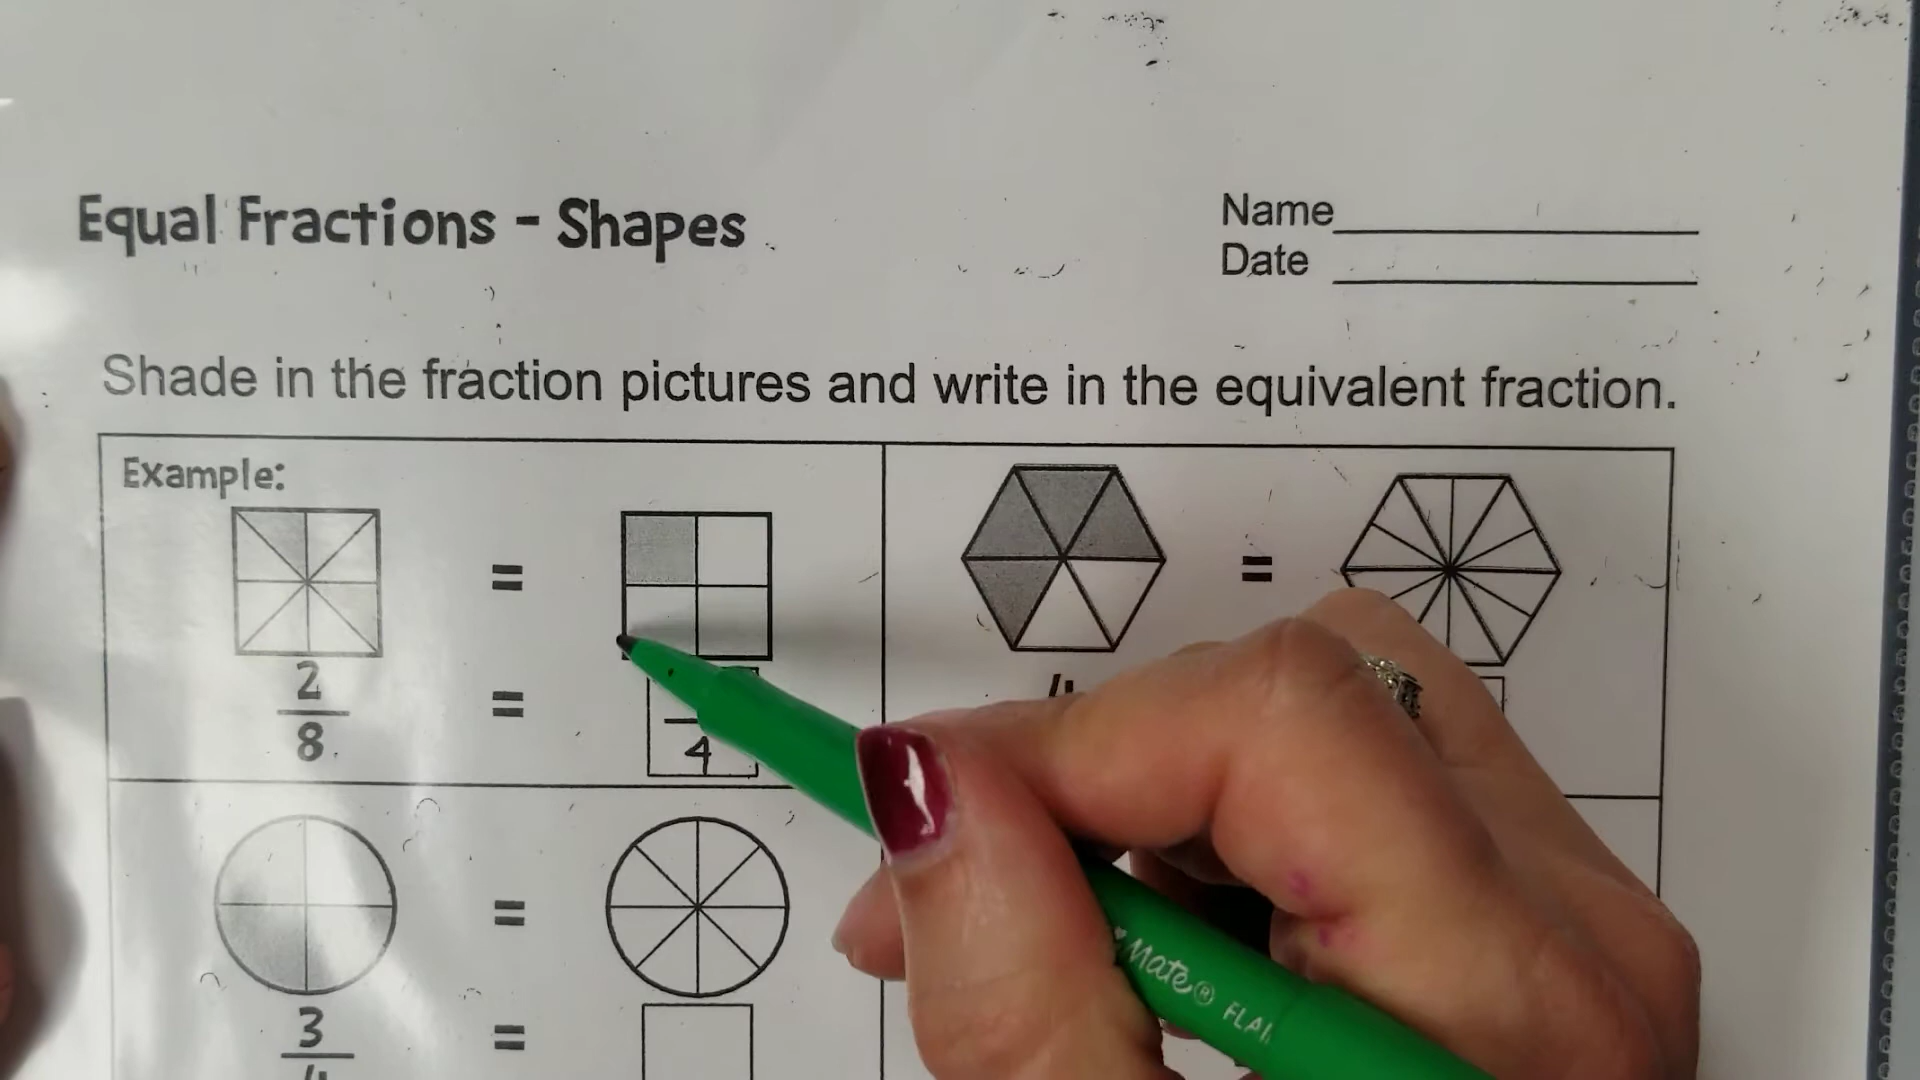 Equal Fractions - Shapes
Name
Date
Shade in the fraction pictures and write in the equivalent fraction.
Example:
=
=
2
8
=
4
=
3
=
Mate® FLAI